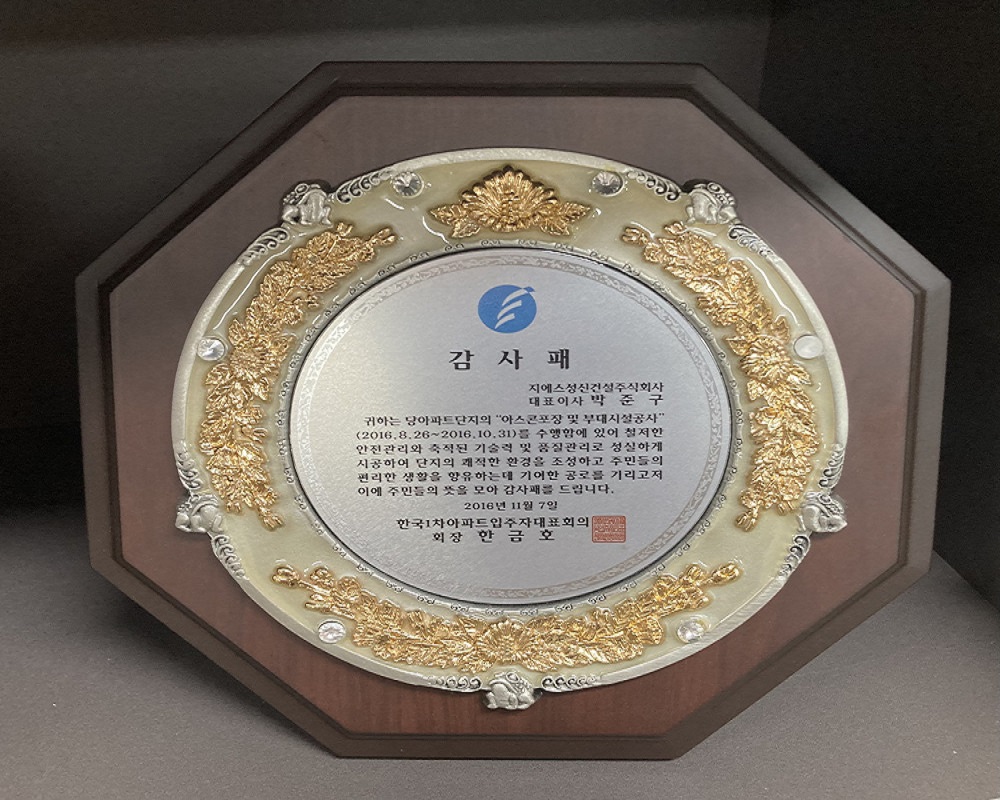 감 사 패
지에스성신건설주식회사
대표이사 박 준 구
귀하는 당아파트단지의 "아스콘포장 및 부대시설공사"
(2016.8.26~2016.10.31)를 수행함에 있어 철저한
안전관리와 축적된 기술력 및 품질관리로 성실하게
시공하여 단지의 쾌적한 환경을 조성하고 주민들의
편리한 생활을 향유하는데 기여한 공로를 기리고저
이에 주민들의 뜻을 모아 감사패를 드립니다.
2016년 11월 7일
한국1차아파트입주자대표회의
회장 한 금 호